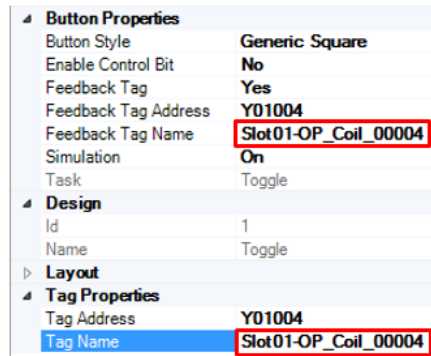 Button Properties
Button Style Generic Square
Enable Control Bit No
Feedback Tag Yes
Feedback Tag Address Y01004
Feedback Tag Name Slot01-OP_Coil_00004
Simulation On
Task Toggle
Design
Id 1
Name Toggle
Layout
Tag Properties
Tag Address Y01004
Tag Name Slot01-OP_Coil_00004